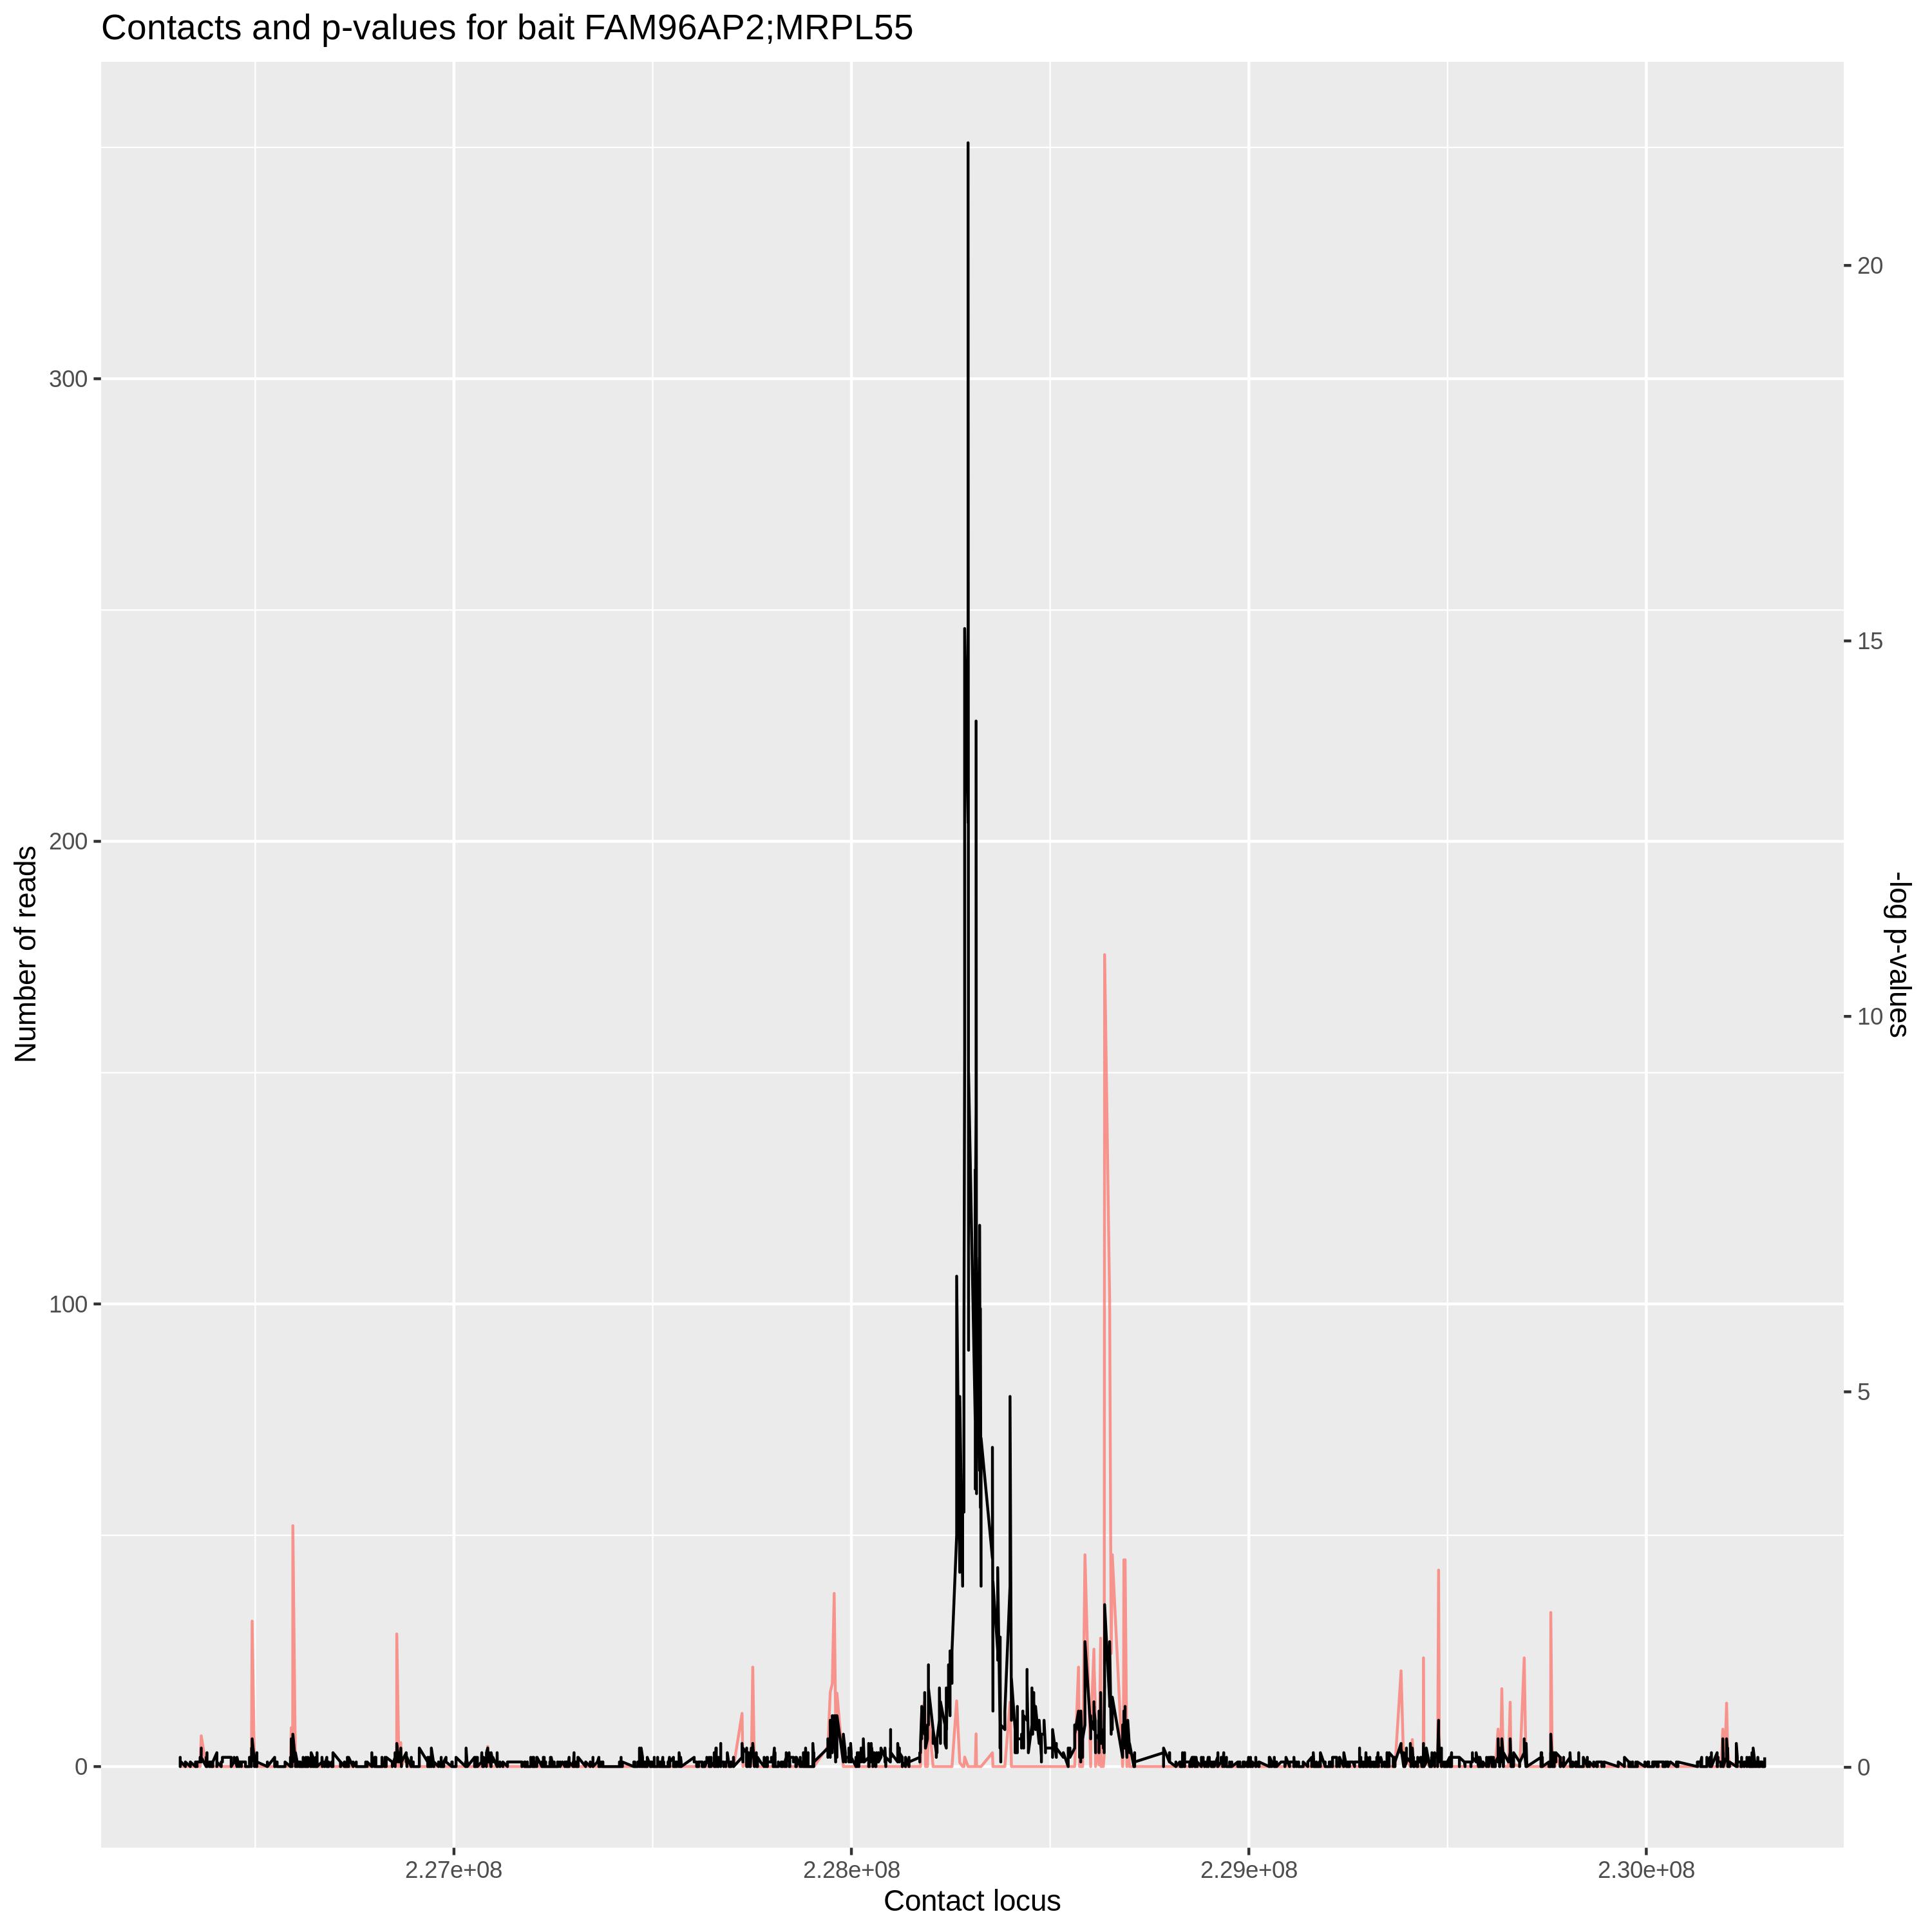 Contacts and p-values for bait FAM96AP2;MRPL55
Number of reads
300
200
100
0
20
15
10
5
0
-log p-values
2.27e+08
2.28e+08
2.29e+08
2.30e+08
Contact locus